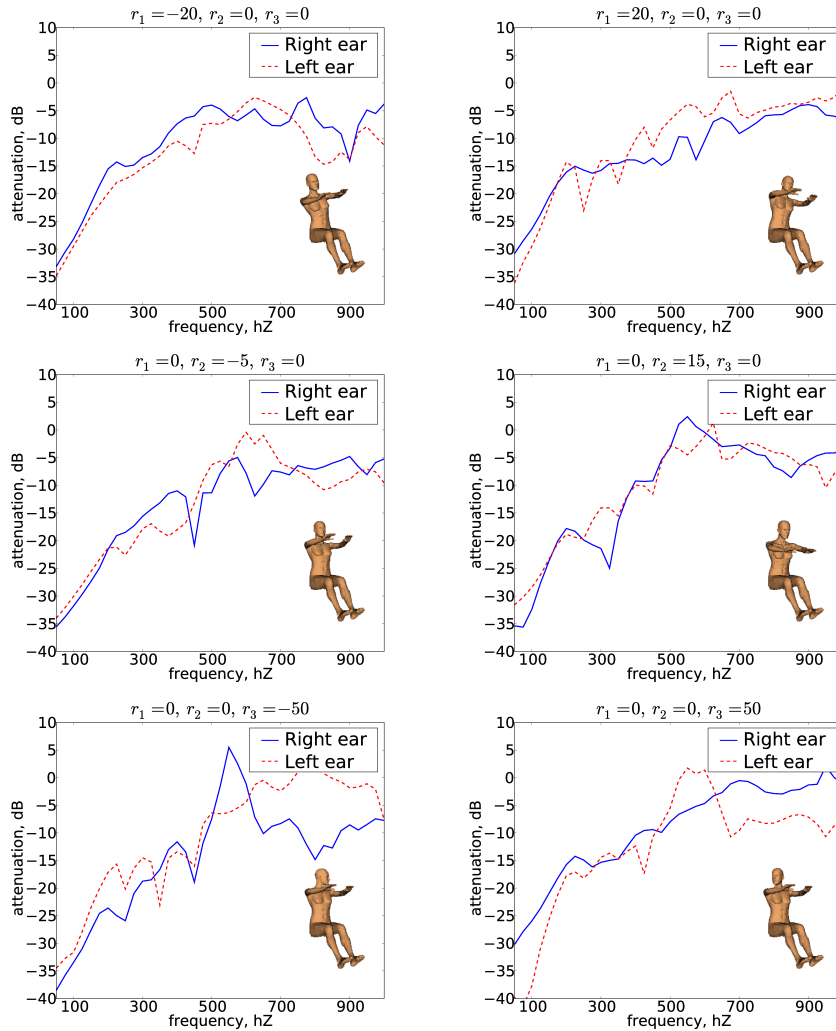 r₁ =−20, r₂ =0, r₃ =0
10
5
0
−5
−10
−15
−20
−25
−30
−35
−40
attenuation, dB
Right ear
Left ear
100 300 500 700 900
frequency, hZ
r₁ =20, r₂ =0, r₃ =0
10
5
0
−5
−10
−15
−20
−25
−30
−35
−40
attenuation, dB
Right ear
Left ear
100 300 500 700 900
frequency, hZ
r₁ =0, r₂ =−5, r₃ =0
10
5
0
−5
−10
−15
−20
−25
−30
−35
−40
attenuation, dB
Right ear
Left ear
100 300 500 700 900
frequency, hZ
r₁ =0, r₂ =15, r₃ =0
10
5
0
−5
−10
−15
−20
−25
−30
−35
−40
attenuation, dB
Right ear
Left ear
100 300 500 700 900
frequency, hZ
r₁ =0, r₂ =0, r₃ =−50
10
5
0
−5
−10
−15
−20
−25
−30
−35
−40
attenuation, dB
Right ear
Left ear
100 300 500 700 900
frequency, hZ
r₁ =0, r₂ =0, r₃ =50
10
5
0
−5
−10
−15
−20
−25
−30
−35
−40
attenuation, dB
Right ear
Left ear
100 300 500 700 900
frequency, hZ